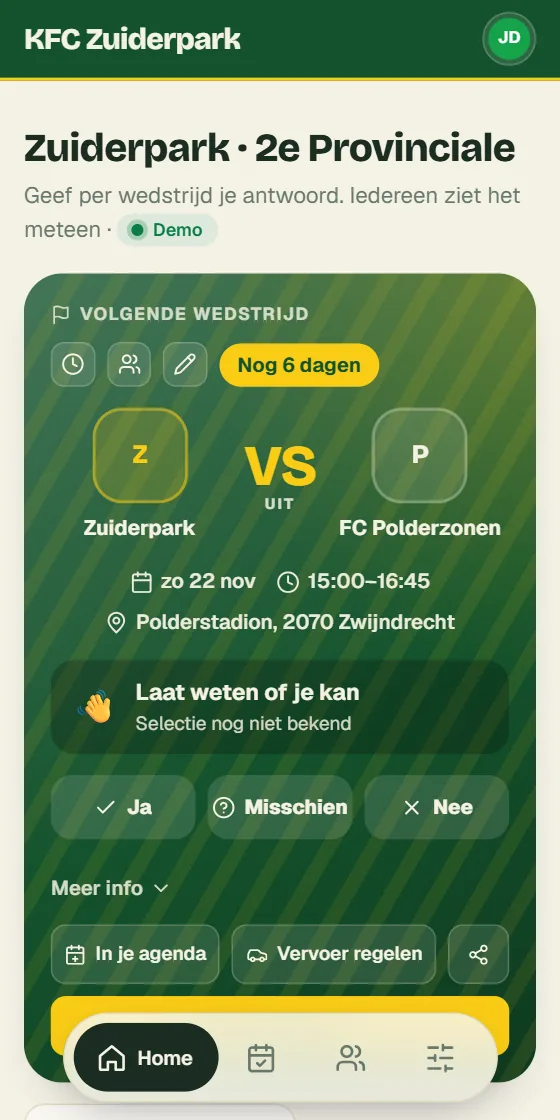 KFC Zuiderpark
JD
Zuiderpark · 2e Provinciale
Geef per wedstrijd je antwoord. Iedereen ziet het
meteen · Demo
VOLGENDE WEDSTRIJD
Nog 6 dagen
Z
VS
P
UIT
Zuiderpark
FC Polderzonen
zo 22 nov 15:00–16:45
Polderstadion, 2070 Zwijndrecht
Laat weten of je kan
Selectie nog niet bekend
Ja
Misschien
Nee
Meer info
In je agenda
Vervoer regelen
Home